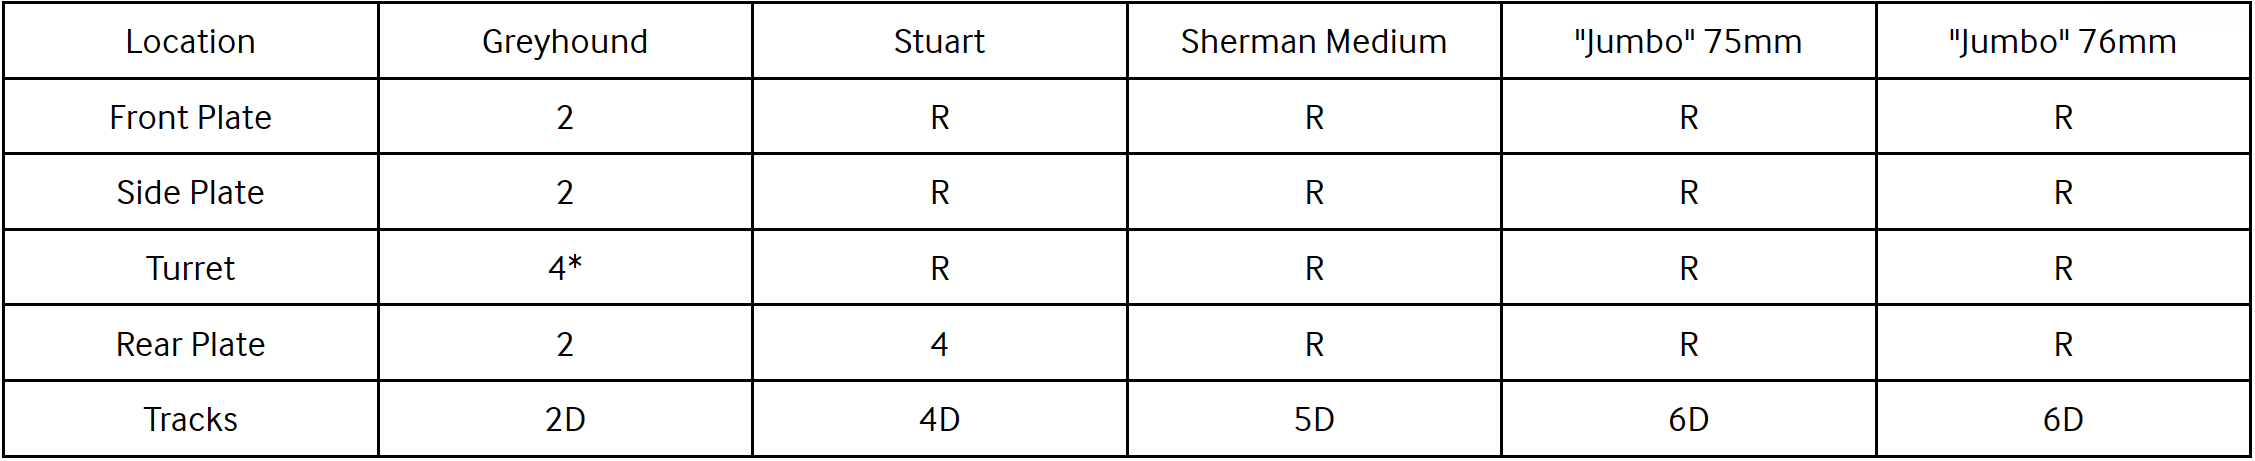 Location Greyhound Stuart Sherman Medium "Jumbo" 75mm "Jumbo" 76mm
Front Plate 2 R R R R
Side Plate 2 R R R R
Turret 4* R R R R
Rear Plate 2 4 R R R
Tracks 2D 4D 5D 6D 6D